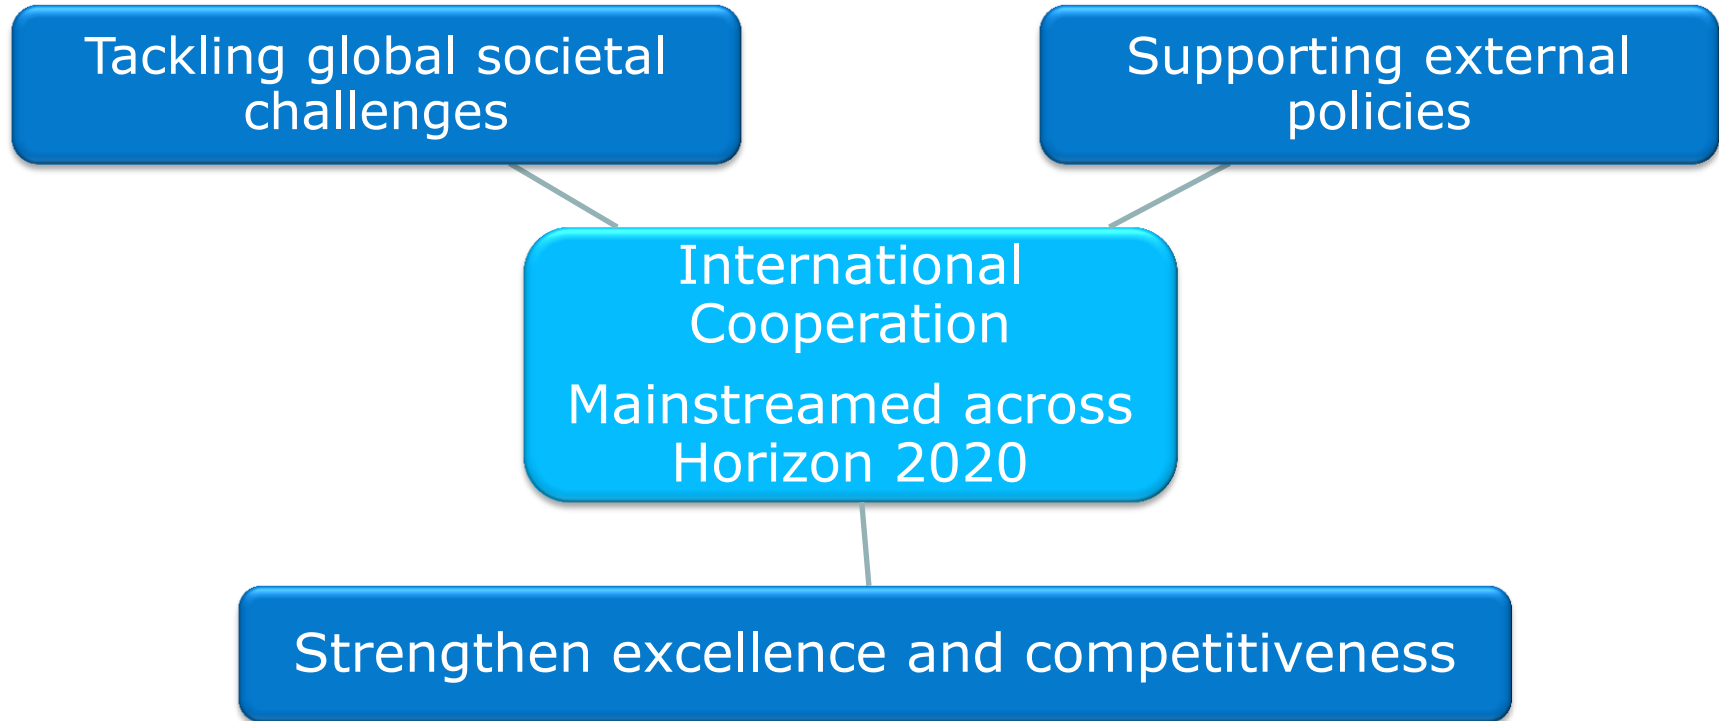 Tackling global societal
challenges
Supporting external
policies
International
Cooperation
Mainstreamed across
Horizon 2020
Strengthen excellence and competitiveness